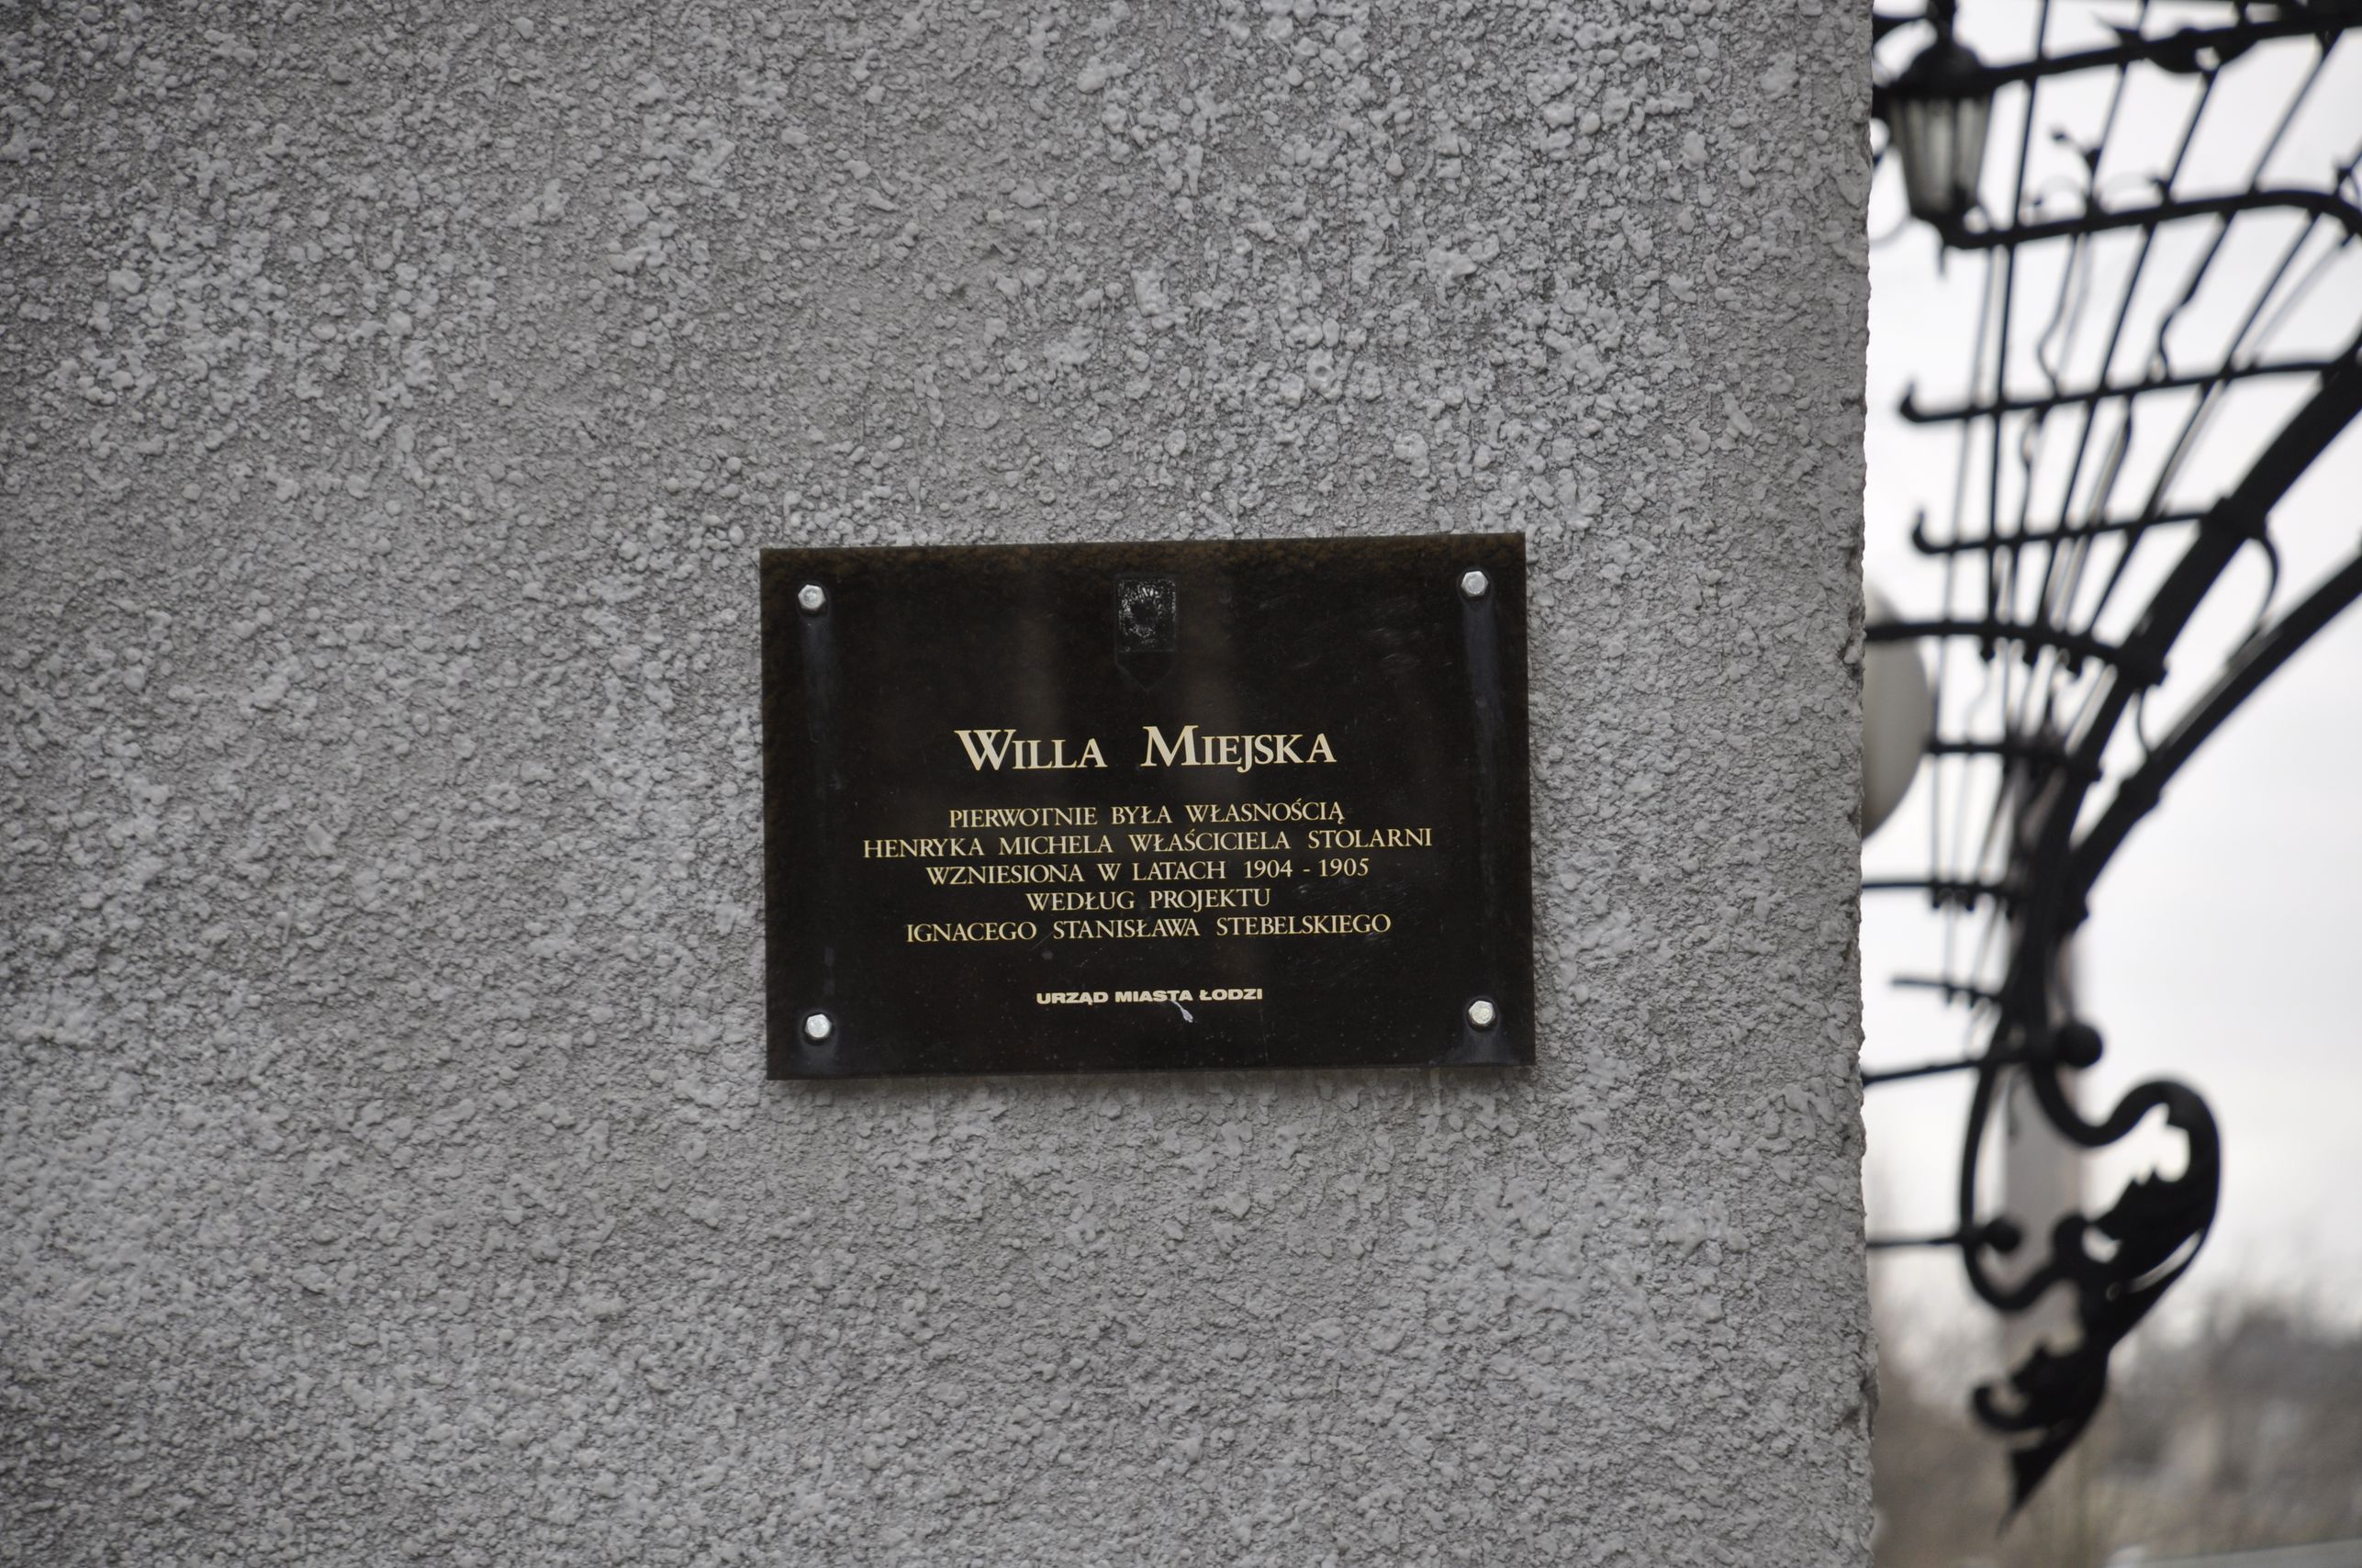 Willa Miejska
PIERWOTNIE BYŁA WŁASNOŚCIĄ
HENRYKA MICHELA WŁAŚCICIELA STOLARNI
WZNIESIONA W LATACH 1904 - 1905
WEDŁUG PROJEKTU
IGNACEGO STANISŁAWA STEBELSKIEGO
URZĄD MIASTA ŁODZI